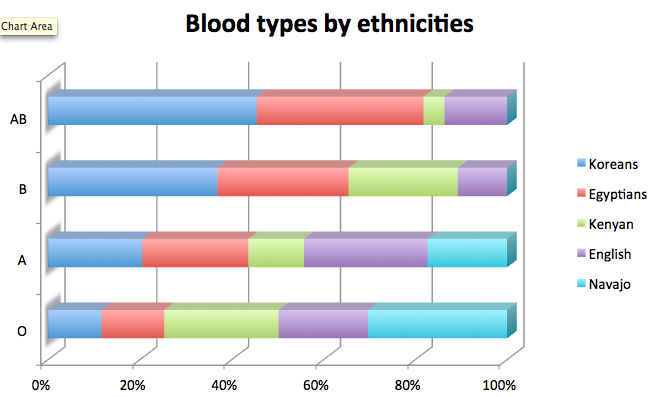 Blood types by ethnicities
Chart Area
AB
B
A
O
0%
20%
40%
60%
80%
100%
Koreans
Egyptians
Kenyan
English
Navajo